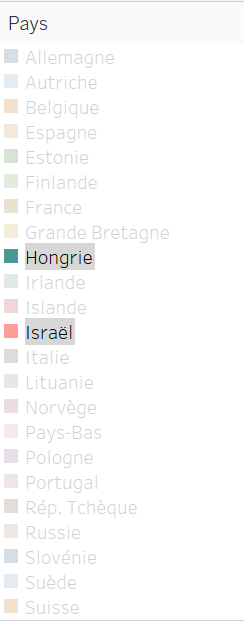 Pays
Allemagne
Autriche
Belgique
Espagne
Estonie
Finlande
France
Grande Bretagne
Hongrie
Irlande
Islande
Israël
Italie
Lituanie
Norvège
Pays-Bas
Pologne
Portugal
Rép. Tchèque
Russie
Slovénie
Suède
Suisse